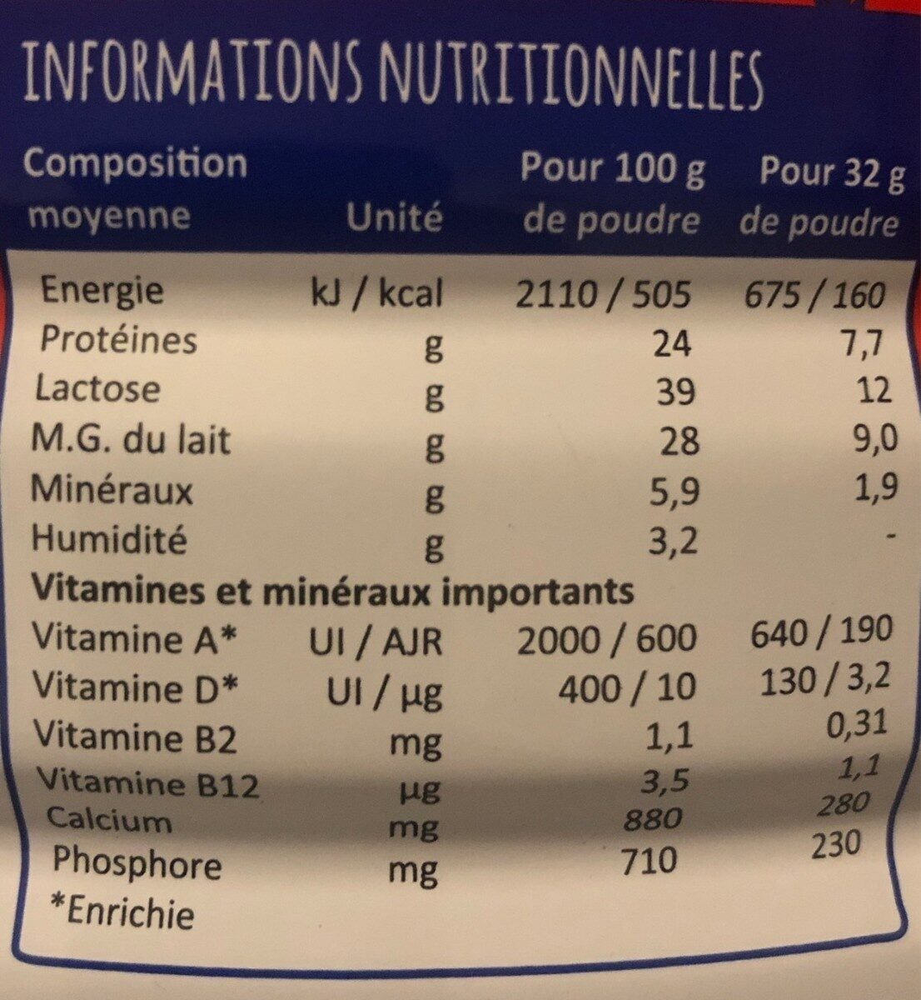 INFORMATIONS NUTRITIONNELLES
Composition Pour 100 g Pour 32 g
moyenne Unité de poudre de poudre
Energie kJ / kcal 2110 / 505 675 / 160
Protéines g 24 7,7
Lactose g 39 12
M.G. du lait g 28 9,0
Minéraux g 5,9 1,9
Humidité g 3,2 -
Vitamines et minéraux importants
Vitamine A* UI / AJR 2000 / 600 640 / 190
Vitamine D* UI / µg 400 / 10 130 / 3,2
Vitamine B2 mg 1,1 0,31
Vitamine B12 µg 3,5 1,1
Calcium mg 880 280
Phosphore mg 710 230
*Enrichie